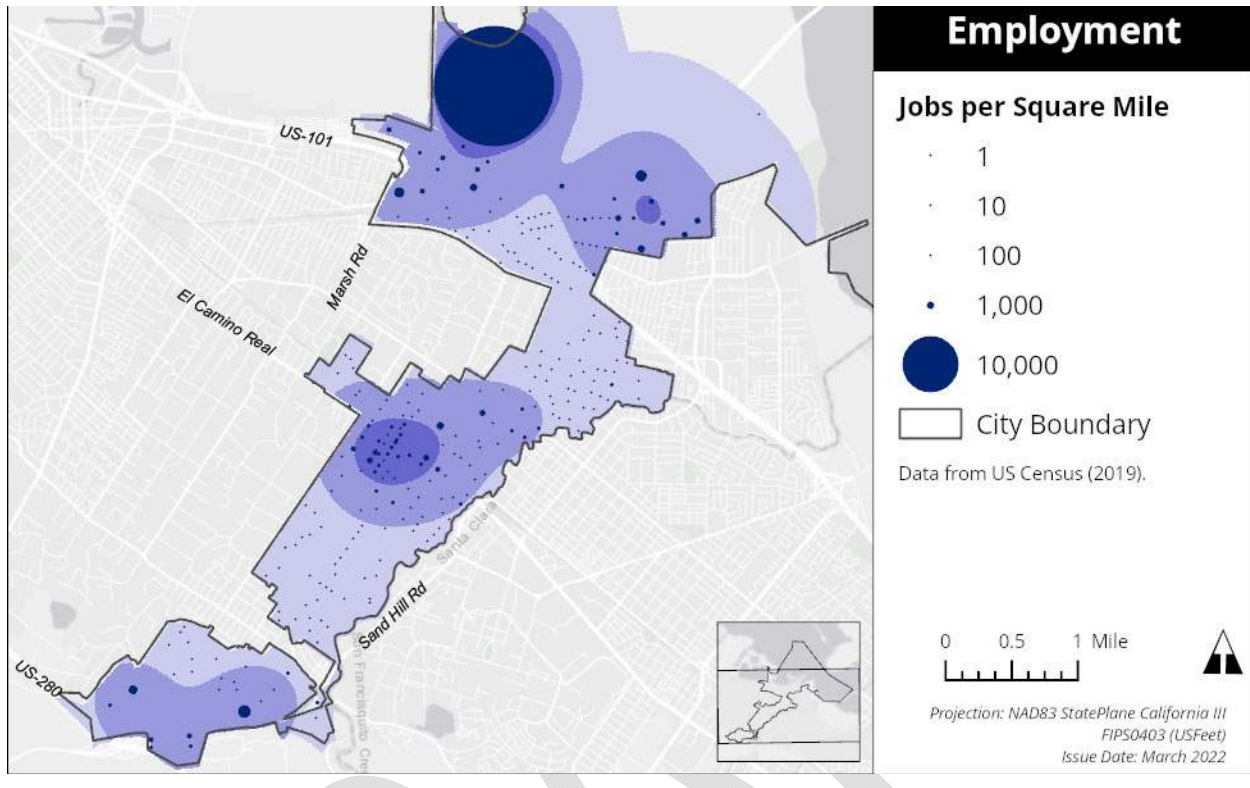 Employment
US-101
Marsh Rd
El Camino Real
Santa Clara
Sand Hill Rd
US-280
Jobs per Square Mile
1
10
100
1,000
10,000
City Boundary
Data from US Census (2019).
0 0.5 1 Mile
Projection: NAD83 StatePlane California III
FIPS0403 (USFeet)
Issue Date: March 2022